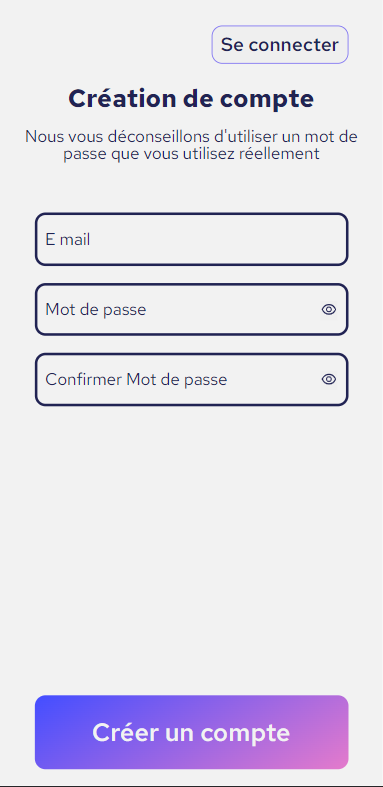 Se connecter
Création de compte
Nous vous déconseillons d'utiliser un mot de
passe que vous utilisez réellement
E mail
Mot de passe
Confirmer Mot de passe
Créer un compte